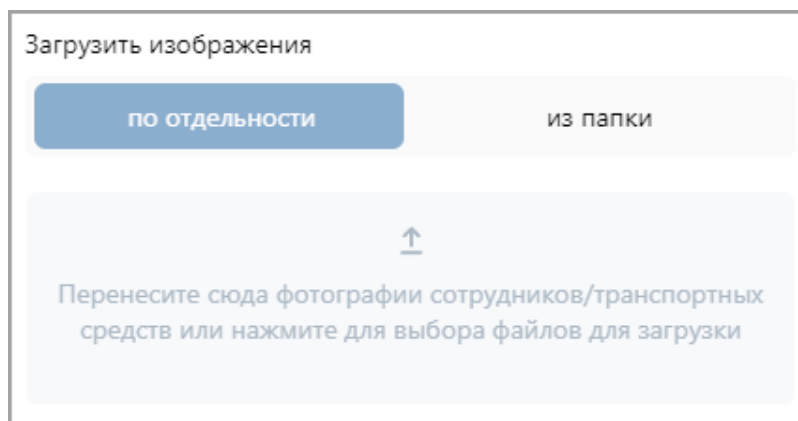 Загрузить изображения
по отдельности
из папки
Перенесите сюда фотографии сотрудников/транспортных
средств или нажмите для выбора файлов для загрузки